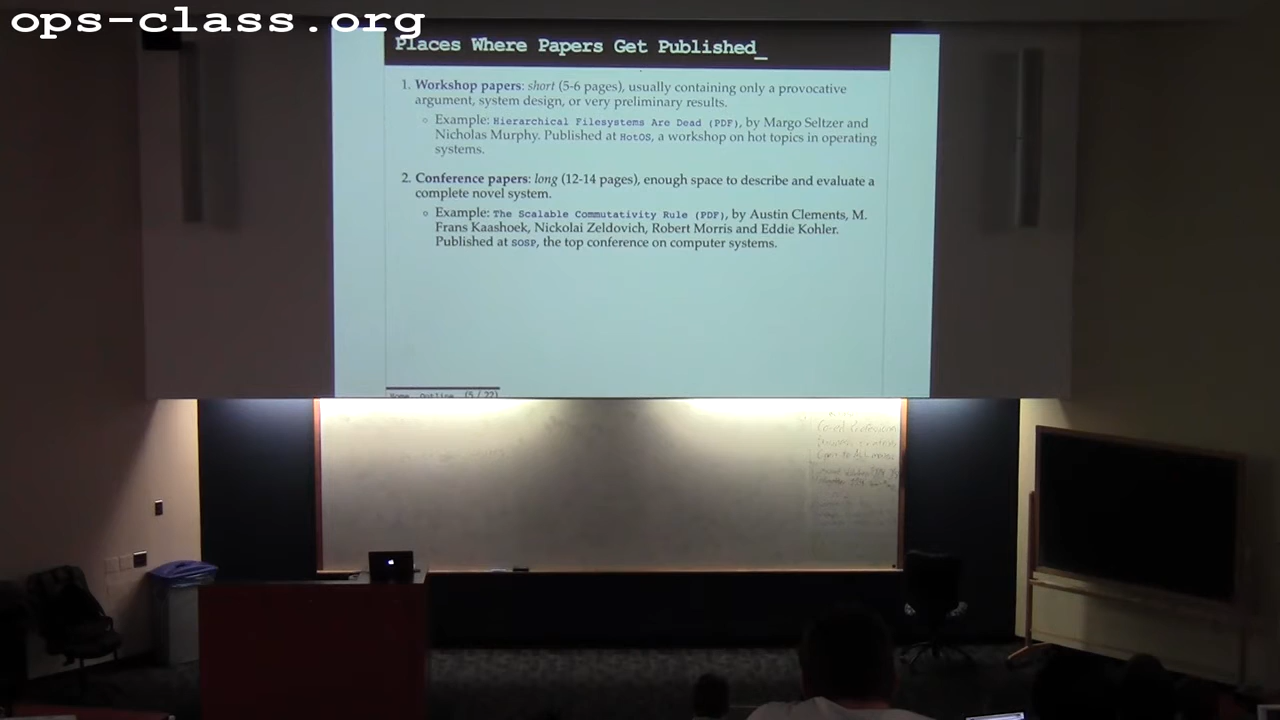 ops-class.org
Places Where Papers Get Published_
1. Workshop papers: short (5-6 pages), usually containing only a provocative
argument, system design, or very preliminary results.
Example: Hierarchical Filesystems Are Dead (PDF), by Margo Seltzer and
Nicholas Murphy. Published at HotOS, a workshop on hot topics in operating
systems.
2. Conference papers: long (12-14 pages), enough space to describe and evaluate a
complete novel system.
Example: The Scalable Commutativity Rule (PDF), by Austin Clements, M.
Frans Kaashoek, Nickolai Zeldovich, Robert Morris and Eddie Kohler.
Published at SOSP, the top conference on computer systems.
Home Outline (5 / 22)